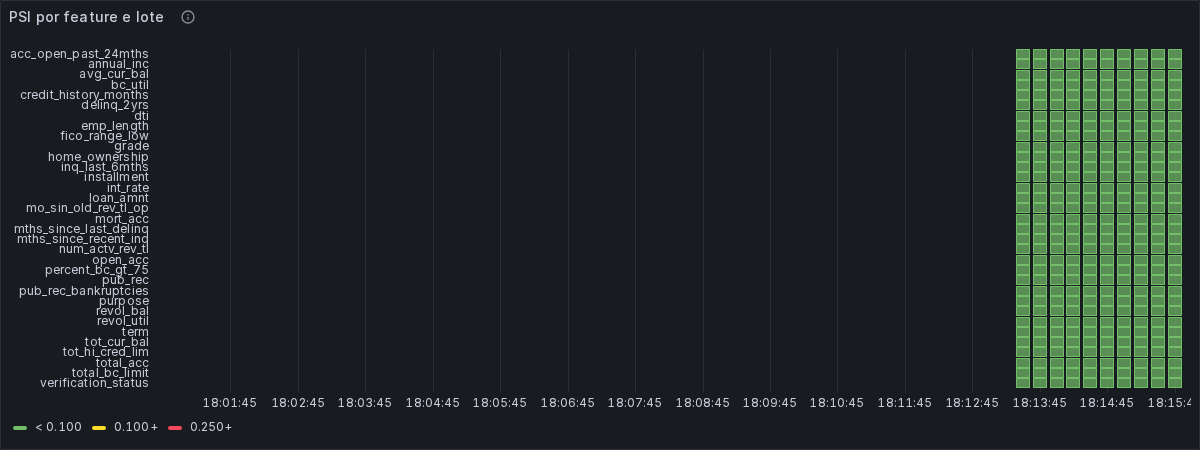 PSI por feature e lote
acc_open_past_24mths
annual_inc
avg_cur_bal
bc_util
credit_history_months
delinq_2yrs
dti
emp_length
fico_range_low
grade
home_ownership
inq_last_6mths
installment
int_rate
loan_amnt
mo_sin_old_rev_tl_op
mort_acc
mths_since_last_delinq
mths_since_recent_inq
num_actv_rev_tl
open_acc
percent_bc_gt_75
pub_rec
pub_rec_bankruptcies
purpose
revol_bal
revol_util
term
tot_cur_bal
tot_hi_cred_lim
total_acc
total_bc_limit
verification_status
18:01:45 18:02:45 18:03:45 18:04:45 18:05:45 18:06:45 18:07:45 18:08:45 18:09:45 18:10:45 18:11:45 18:12:45 18:13:45 18:14:45 18:15:4
< 0.100 0.100+ 0.250+